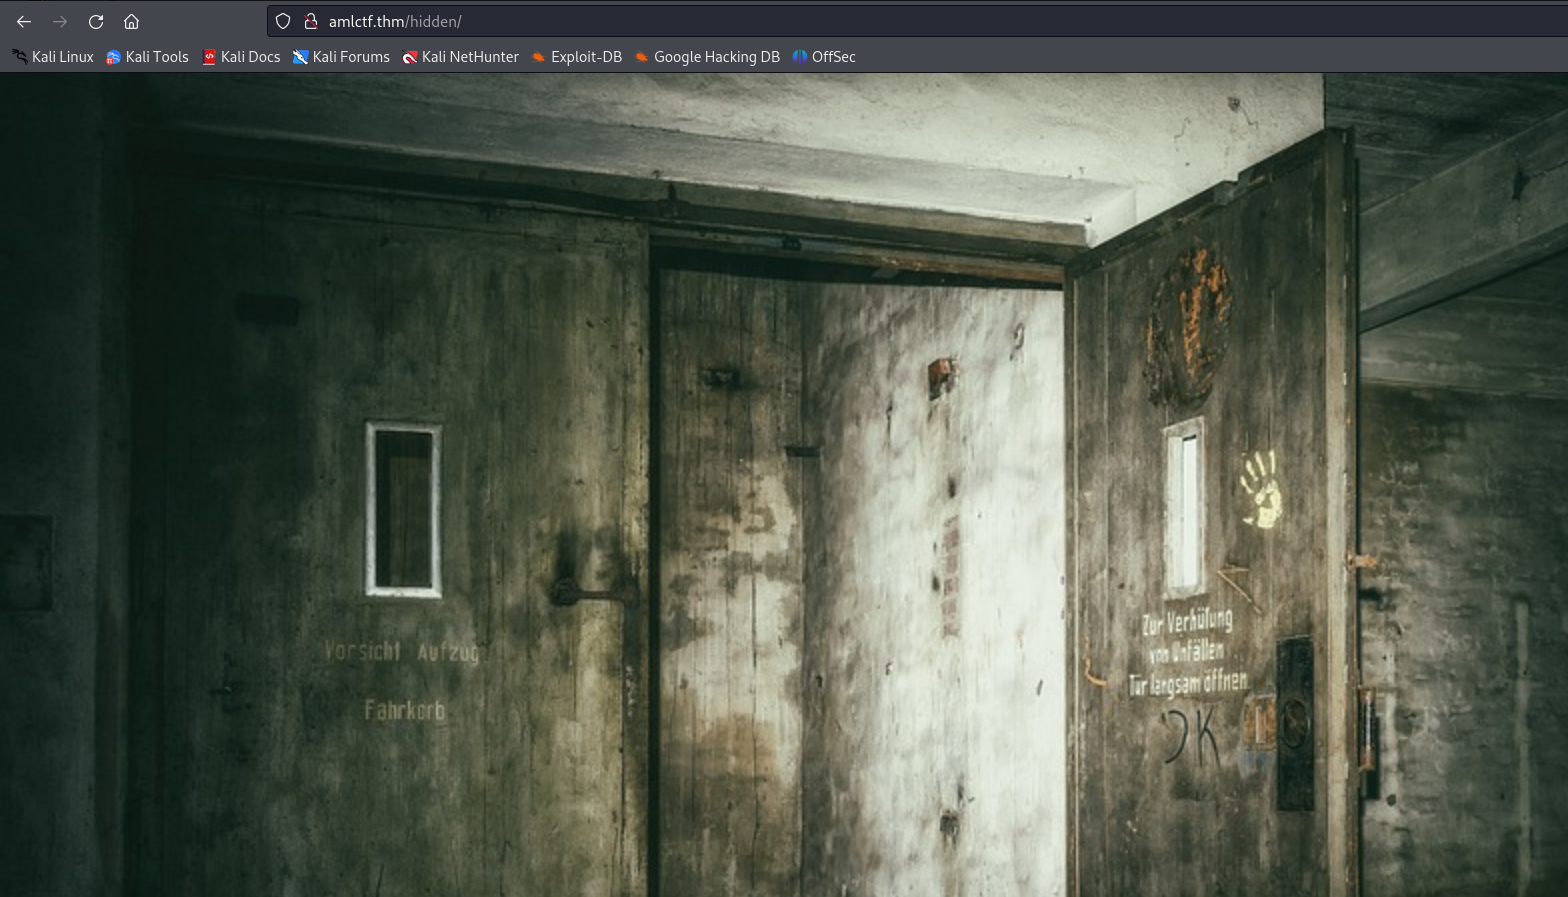 amlctf.thm/hidden/
Kali Linux Kali Tools Kali Docs Kali Forums Kali NetHunter Exploit-DB Google Hacking DB OffSec
Vorsicht Aufzug
Fahrkorb
Zur Verhütung
von Unfällen
Tür langsam öffnen